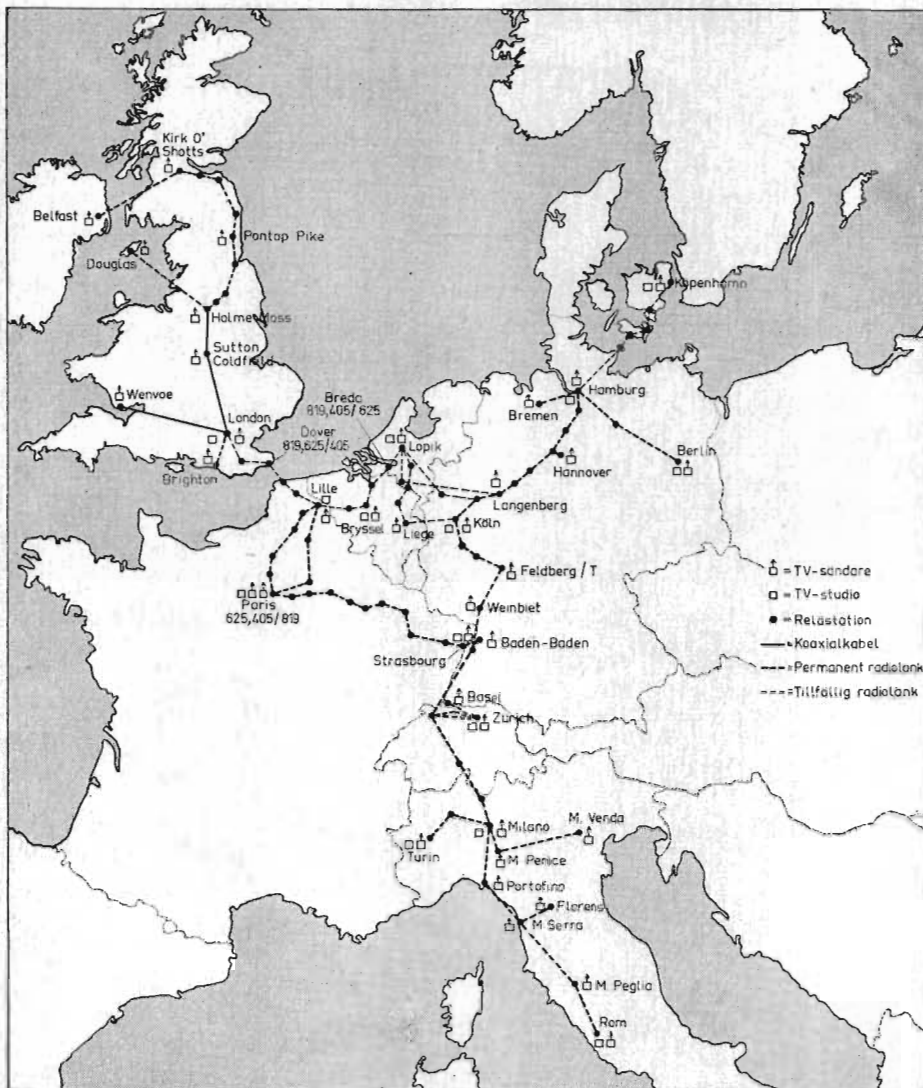 Kirk O'
Shotts
Belfast
Pontop Pike
Douglas
Holme Moss
Sutton
Coldfield
Wenvoe
London
Brighton
Breda
819,405/625
Dover
819,625/405
Lopik
Lille
Bryssel
Liege
Köpenhamn
Hamburg
Bremen
Berlin
Hannover
Langenberg
Köln
Feldberg/T
Weinbiet
Paris
625,405/819
Strasbourg
Baden-Baden
Basel
Zürich
Milano
M. Venda
Turin
M Penice
Portofino
Florens
M Serra
M Peglia
Rom
=TV-sändare
=TV-studio
=Relästation
=Koaxialkabel
=Permanent radiolänk
=Tillfällig radiolänk